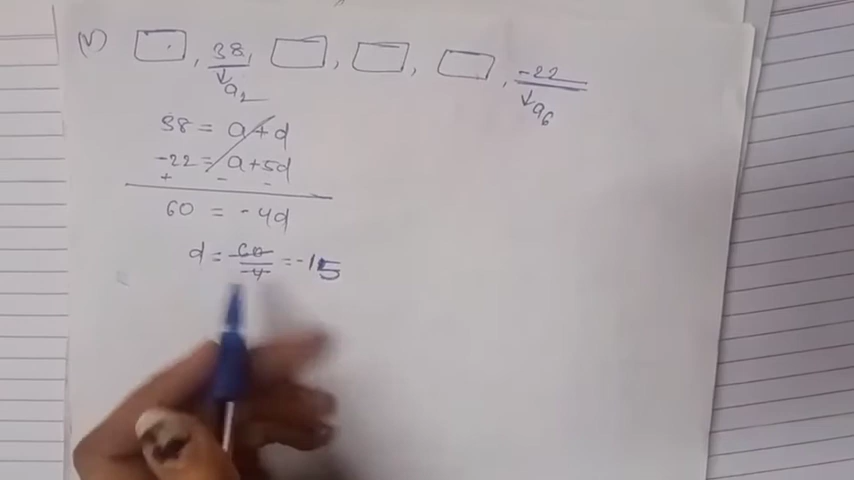 (v) □, 38, □, □, □, -22
↓ a2 ↓ a6
38 = a + d
-22 = a + 5d
+ - -
60 = -4d
d = 60/-4 = -15